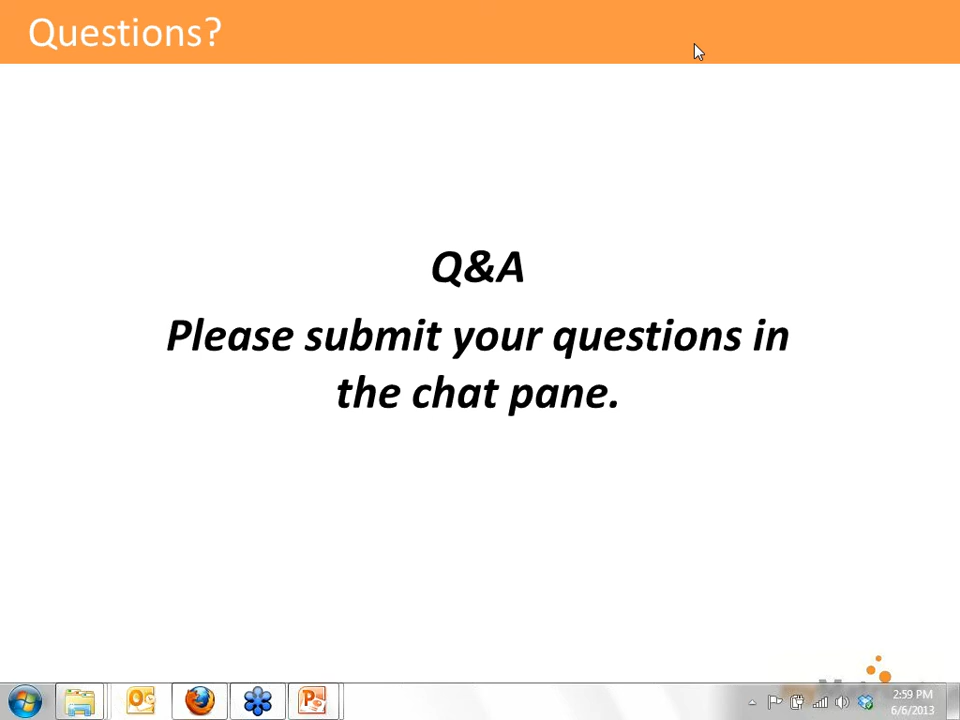 Questions?
Q&A
Please submit your questions in
the chat pane.
2:59 PM
6/6/2013